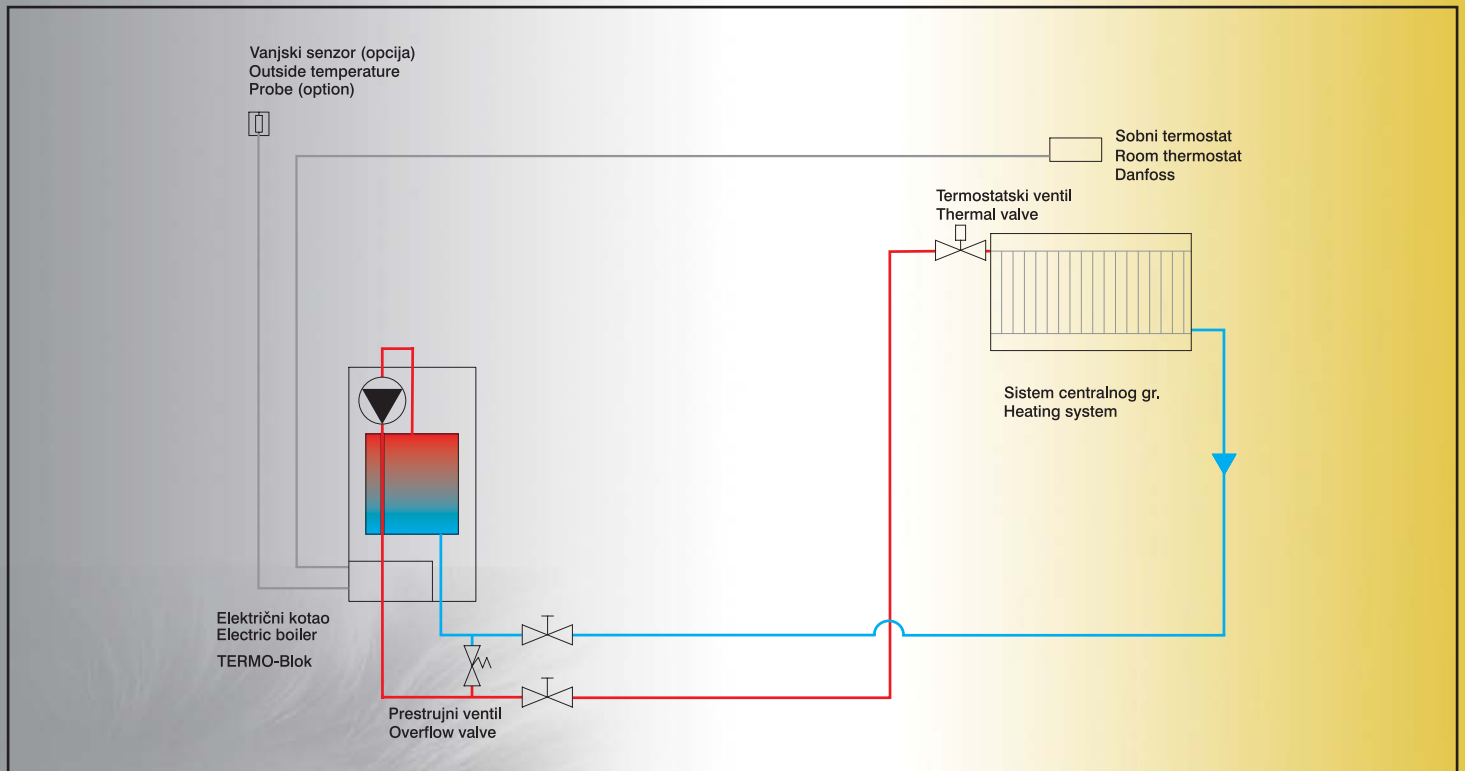 Vanjski senzor (opcija)
Outside temperature
Probe (option)
Sobni termostat
Room thermostat
Danfoss
Termostatski ventil
Thermal valve
Sistem centralnog gr.
Heating system
Električni kotao
Electric boiler
TERMO-Blok
Prestrujni ventil
Overflow valve